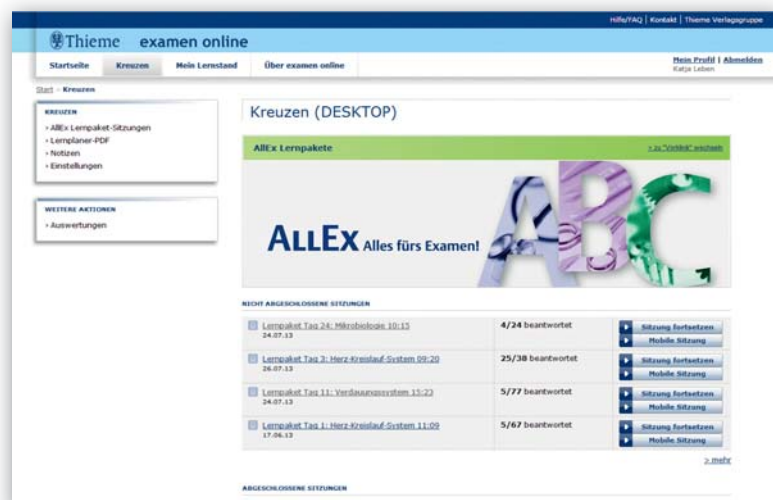 Hilfe/FAQ | Kontakt | Thieme Verlagsgruppe
Thieme examen online
Startseite Kreuzen Mein Lernstand Über examen online
Mein Profil | Abmelden
Katja Leben
Start > Kreuzen
KREUZEN
› AllEx Lernpaket-Sitzungen
› Lernplaner-PDF
› Notizen
› Einstellungen
WEITERE AKTIONEN
› Auswertungen
Kreuzen (DESKTOP)
AllEx Lernpakete
> zu "Vorklinik" wechseln
ABC
ALLEX Alles fürs Examen!
NICHT ABGESCHLOSSENE SITZUNGEN
Lernpaket Tag 24: Mikrobiologie 10:15 4/24 beantwortet Sitzung fortsetzen
24.07.13 Mobile Sitzung
Lernpaket Tag 3: Herz-Kreislauf-System 09:20 25/38 beantwortet Sitzung fortsetzen
26.07.13 Mobile Sitzung
Lernpaket Tag 11: Verdauungssystem 15:23 5/77 beantwortet Sitzung fortsetzen
24.07.13 Mobile Sitzung
Lernpaket Tag 1: Herz-Kreislauf-System 11:09 5/67 beantwortet Sitzung fortsetzen
17.06.13 Mobile Sitzung
> mehr
ABGESCHLOSSENE SITZUNGEN